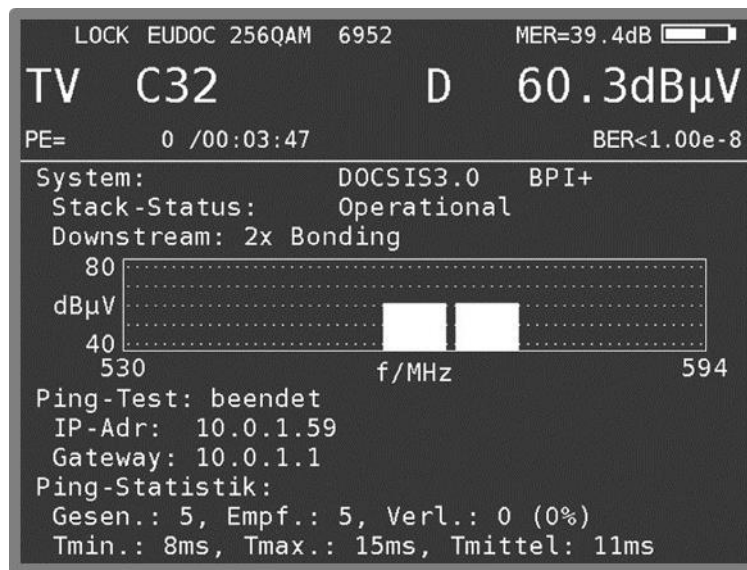 LOCK EUDOC 256QAM 6952 MER=39.4dB
TV C32 D 60.3dBµV
PE= 0 /00:03:47 BER<1.00e-8
System: DOCSIS3.0 BPI+
Stack-Status: Operational
Downstream: 2x Bonding
80
dBµV
40
530 f/MHz 594
Ping-Test: beendet
IP-Adr: 10.0.1.59
Gateway: 10.0.1.1
Ping-Statistik:
Gesen.: 5, Empf.: 5, Verl.: 0 (0%)
Tmin.: 8ms, Tmax.: 15ms, Tmittel: 11ms